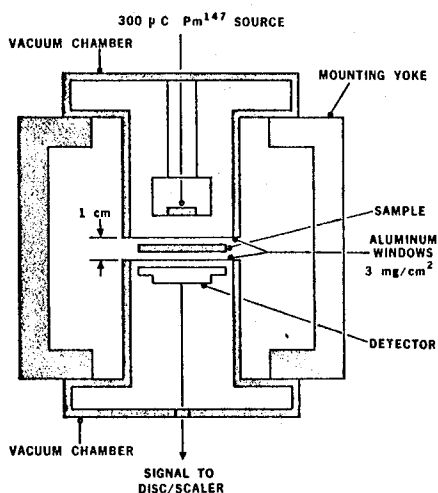 300 µC Pm¹⁴⁷ SOURCE
VACUUM CHAMBER
MOUNTING YOKE
1 cm
SAMPLE
ALUMINUM
WINDOWS
3 mg/cm²
DETECTOR
VACUUM CHAMBER
SIGNAL TO
DISC/SCALER